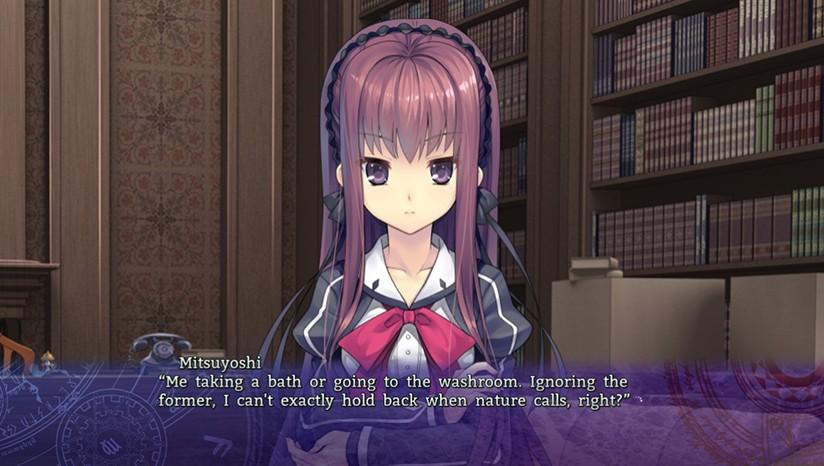 Mitsuyoshi
“Me taking a bath or going to the washroom. Ignoring the
former, I can't exactly hold back when nature calls, right?”